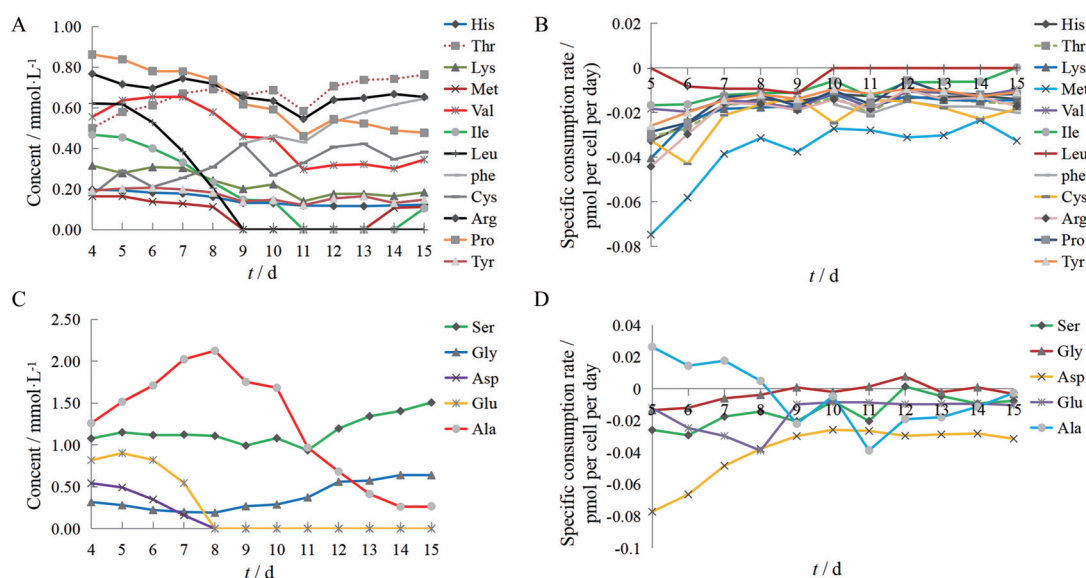 A
Concent / mmol·L⁻¹
1.00
0.80
0.60
0.40
0.20
0.00
4 5 6 7 8 9 10 11 12 13 14 15
t / d
His
Thr
Lys
Met
Val
Ile
Leu
phe
Cys
Arg
Pro
Tyr
B
Specific consumption rate /
pmol per cell per day)
0.02
0
-0.02
-0.04
-0.06
-0.08
5 6 7 8 9 10 11 12 13 14 15
t / d
His
Thr
Lys
Met
Val
Ile
Leu
phe
Cys
Arg
Pro
Tyr
C
Concent / mmol·L⁻¹
2.50
2.00
1.50
1.00
0.50
0.00
4 5 6 7 8 9 10 11 12 13 14 15
t / d
Ser
Gly
Asp
Glu
Ala
D
Specific consumption rate /
pmol per cell per day
0.04
0.02
0
-0.02
-0.04
-0.06
-0.08
-0.1
5 6 7 8 9 10 11 12 13 14 15
t / d
Ser
Gly
Asp
Glu
Ala